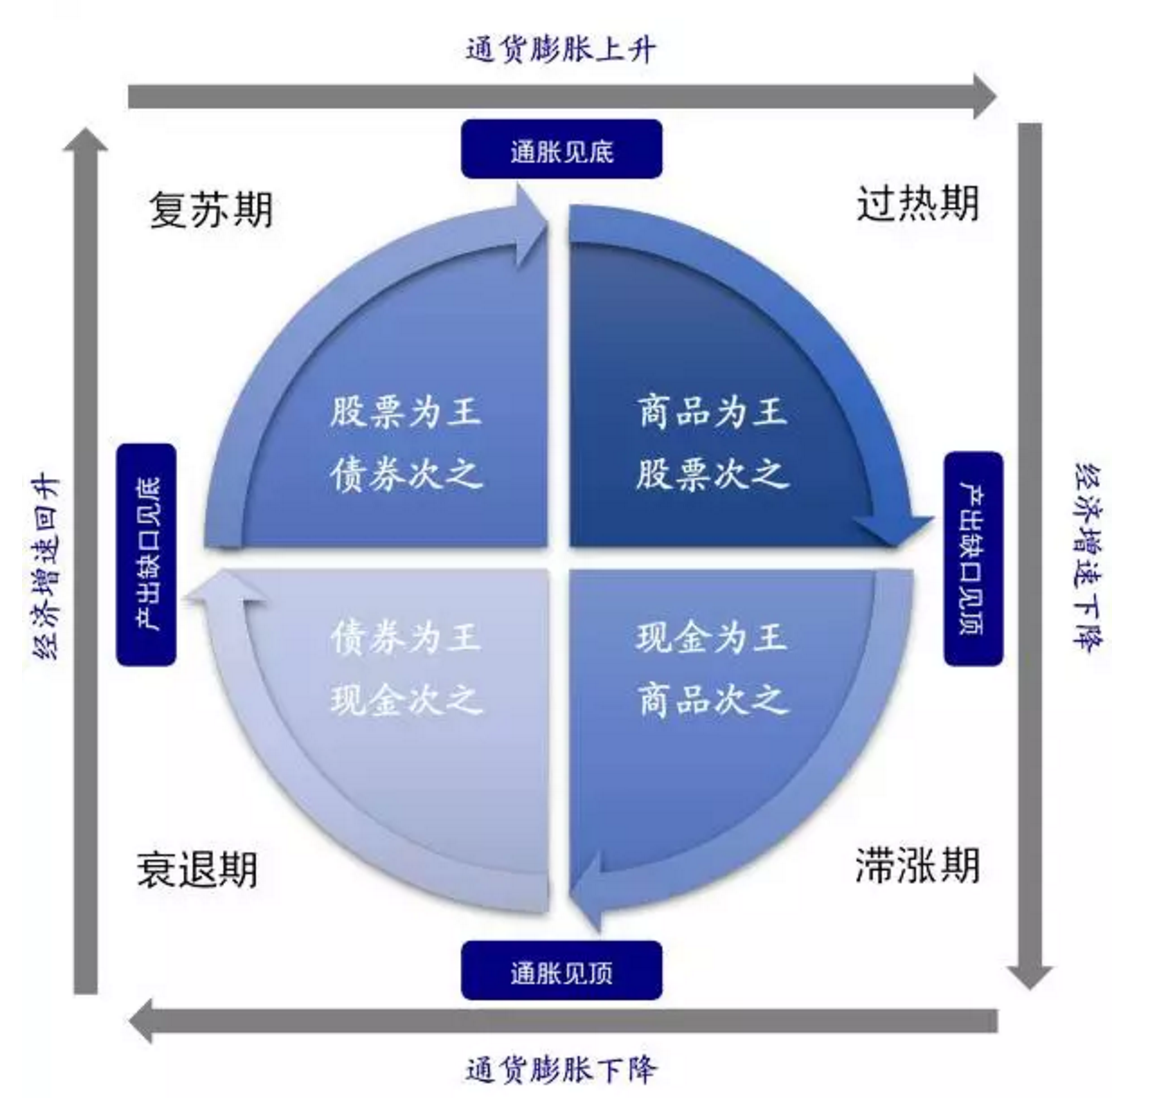 通货膨胀上升
通胀见底
复苏期
过热期
股票为王
债券次之
商品为王
股票次之
经济增速回升
产出缺口见底
产出缺口见顶
经济增速下降
债券为王
现金次之
现金为王
商品次之
衰退期
滞涨期
通胀见顶
通货膨胀下降